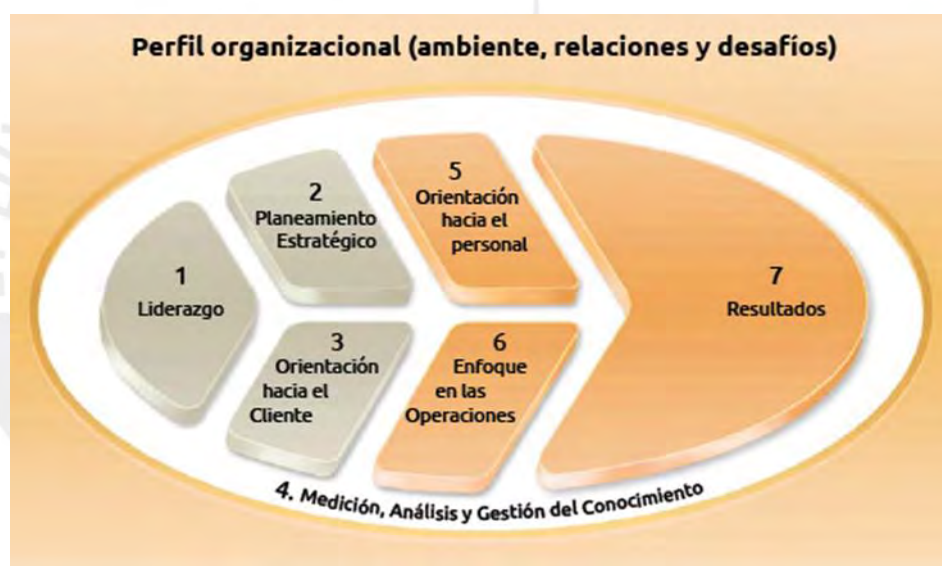 Perfil organizacional (ambiente, relaciones y desafíos)
1
Liderazgo
2
Planeamiento
Estratégico
3
Orientación
hacia el
Cliente
5
Orientación
hacia el
personal
6
Enfoque
en las
Operaciones
7
Resultados
4. Medición, Análisis y Gestión del Conocimiento